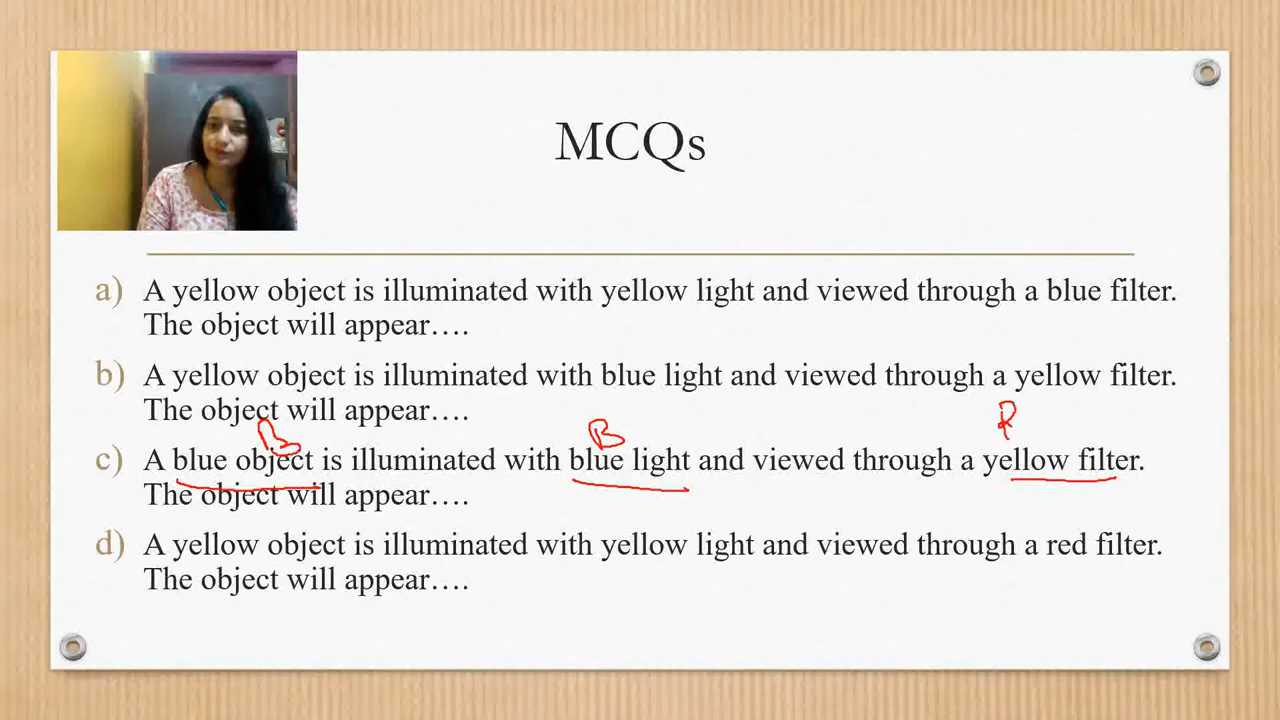 MCQs
a) A yellow object is illuminated with yellow light and viewed through a blue filter.
The object will appear….
b) A yellow object is illuminated with blue light and viewed through a yellow filter.
The object will appear….
B B R
c) A blue object is illuminated with blue light and viewed through a yellow filter.
The object will appear….
d) A yellow object is illuminated with yellow light and viewed through a red filter.
The object will appear….